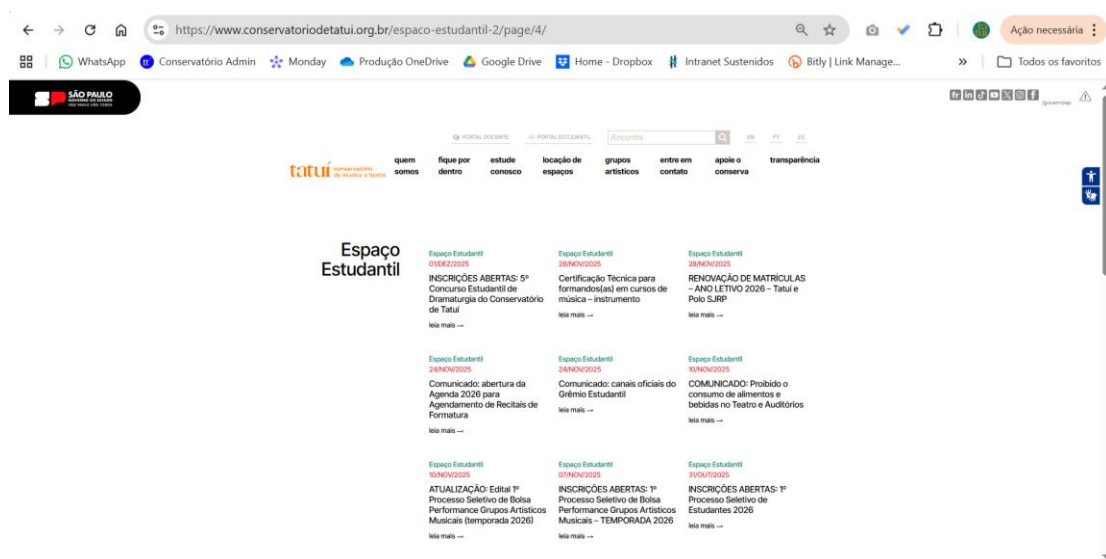 https://www.conservatoriodetatui.org.br/espaco-estudantil-2/page/4/
Ação necessária
WhatsApp
Conservatório Admin
Monday
Produção OneDrive
Google Drive
Home - Dropbox
Intranet Sustenidos
Bitly | Link Manage...
»
Todos os favoritos
SÃO PAULO
GOVERNO DO ESTADO
/governosp
PORTAL DOCENTE
PORTAL ESTUDANTIL
/Encontre
EN
PT
ES
tatuí conservatório
de música e teatro
quem
somos
fique por
dentro
estude
conosco
locação de
espaços
grupos
artísticos
entre em
contato
apoie o
conserva
transparência
Espaço
Estudantil
Espaço Estudantil
01/DEZ/2025
INSCRIÇÕES ABERTAS: 5º
Concurso Estudantil de
Dramaturgia do Conservatório
de Tatuí
leia mais →
Espaço Estudantil
28/NOV/2025
Certificação Técnica para
formandos(as) em cursos de
música – instrumento
leia mais →
Espaço Estudantil
28/NOV/2025
RENOVAÇÃO DE MATRÍCULAS
– ANO LETIVO 2026 – Tatuí e
Polo SJRP
leia mais →
Espaço Estudantil
24/NOV/2025
Comunicado: abertura da
Agenda 2026 para
Agendamento de Recitais de
Formatura
leia mais →
Espaço Estudantil
24/NOV/2025
Comunicado: canais oficiais do
Grêmio Estudantil
leia mais →
Espaço Estudantil
10/NOV/2025
COMUNICADO: Proibido o
consumo de alimentos e
bebidas no Teatro e Auditórios
leia mais →
Espaço Estudantil
10/NOV/2025
ATUALIZAÇÃO: Edital 1º
Processo Seletivo de Bolsa
Performance Grupos Artísticos
Musicais (temporada 2026)
leia mais →
Espaço Estudantil
07/NOV/2025
INSCRIÇÕES ABERTAS: 1º
Processo Seletivo de Bolsa
Performance Grupos Artísticos
Musicais – TEMPORADA 2026
leia mais →
Espaço Estudantil
31/OUT/2025
INSCRIÇÕES ABERTAS: 1º
Processo Seletivo de
Estudantes 2026
leia mais →